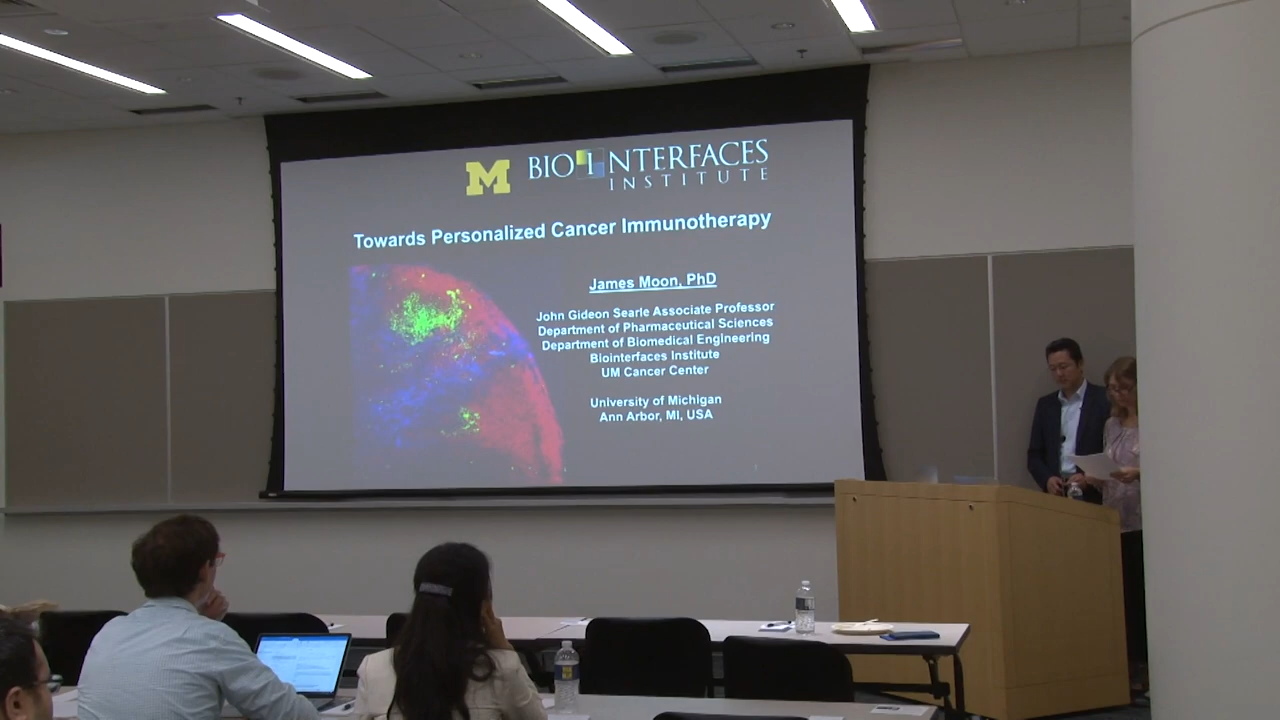 M BIOINTERFACES
INSTITUTE
Towards Personalized Cancer Immunotherapy
James Moon, PhD
John Gideon Searle Associate Professor
Department of Pharmaceutical Sciences
Department of Biomedical Engineering
Biointerfaces Institute
UM Cancer Center
University of Michigan
Ann Arbor, MI, USA